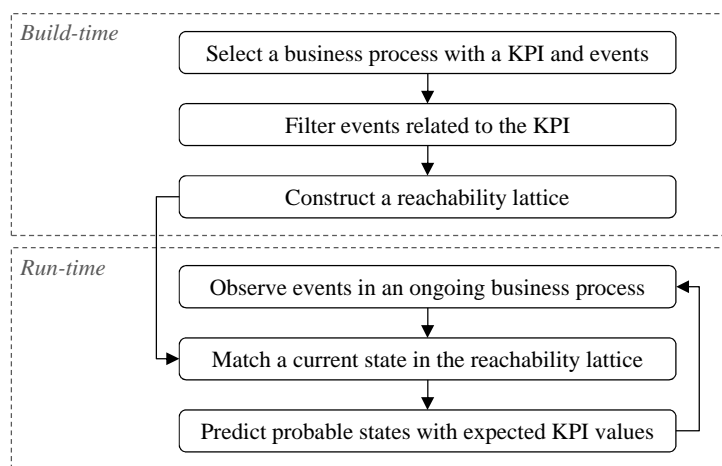 Build-time
Select a business process with a KPI and events
Filter events related to the KPI
Construct a reachability lattice
Run-time
Observe events in an ongoing business process
Match a current state in the reachability lattice
Predict probable states with expected KPI values